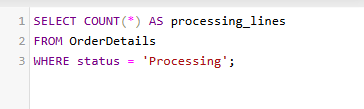 1 SELECT COUNT(*) AS processing_lines
2 FROM OrderDetails
3 WHERE status = 'Processing';